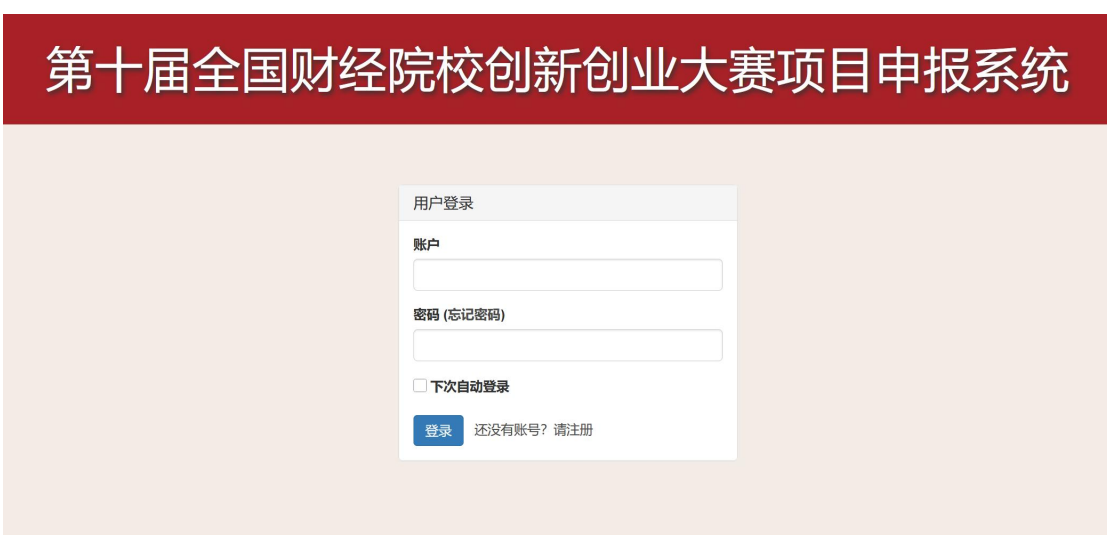 第十届全国财经院校创新创业大赛项目申报系统
用户登录
账户
密码 (忘记密码)
下次自动登录
登录 还没有账号？请注册